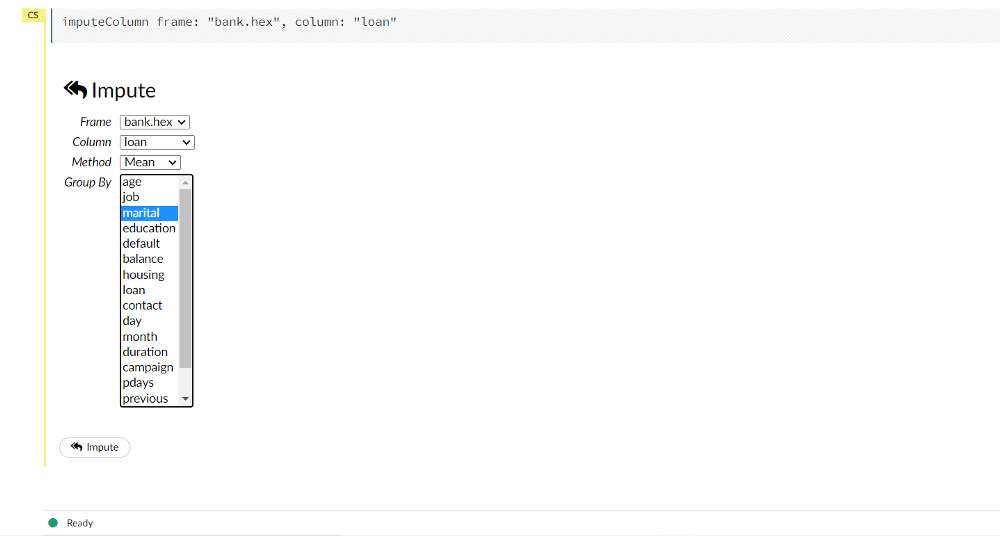 CS
imputeColumn frame: "bank.hex", column: "loan"
Impute
Frame bank.hex
Column loan
Method Mean
Group By age
job
marital
education
default
balance
housing
loan
contact
day
month
duration
campaign
pdays
previous
Impute
Ready